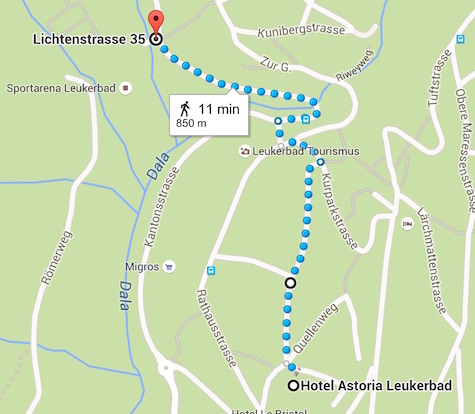 Kunibergstrasse
Lichtenstrasse 35
Zur G.
Riweyweg
Tuftstrasse
Sportarena Leukerbad
Obere Maressenstrasse
11 min
850 m
Leukerbad Tourismus
Dala
Kurparkstrasse
Kantonsstrasse
Lärchmattenstrasse
Römerweg
Migros
Dala
Rathausstrasse
Quellenweg
Hotel Astoria Leukerbad
Hotel Le Bristol